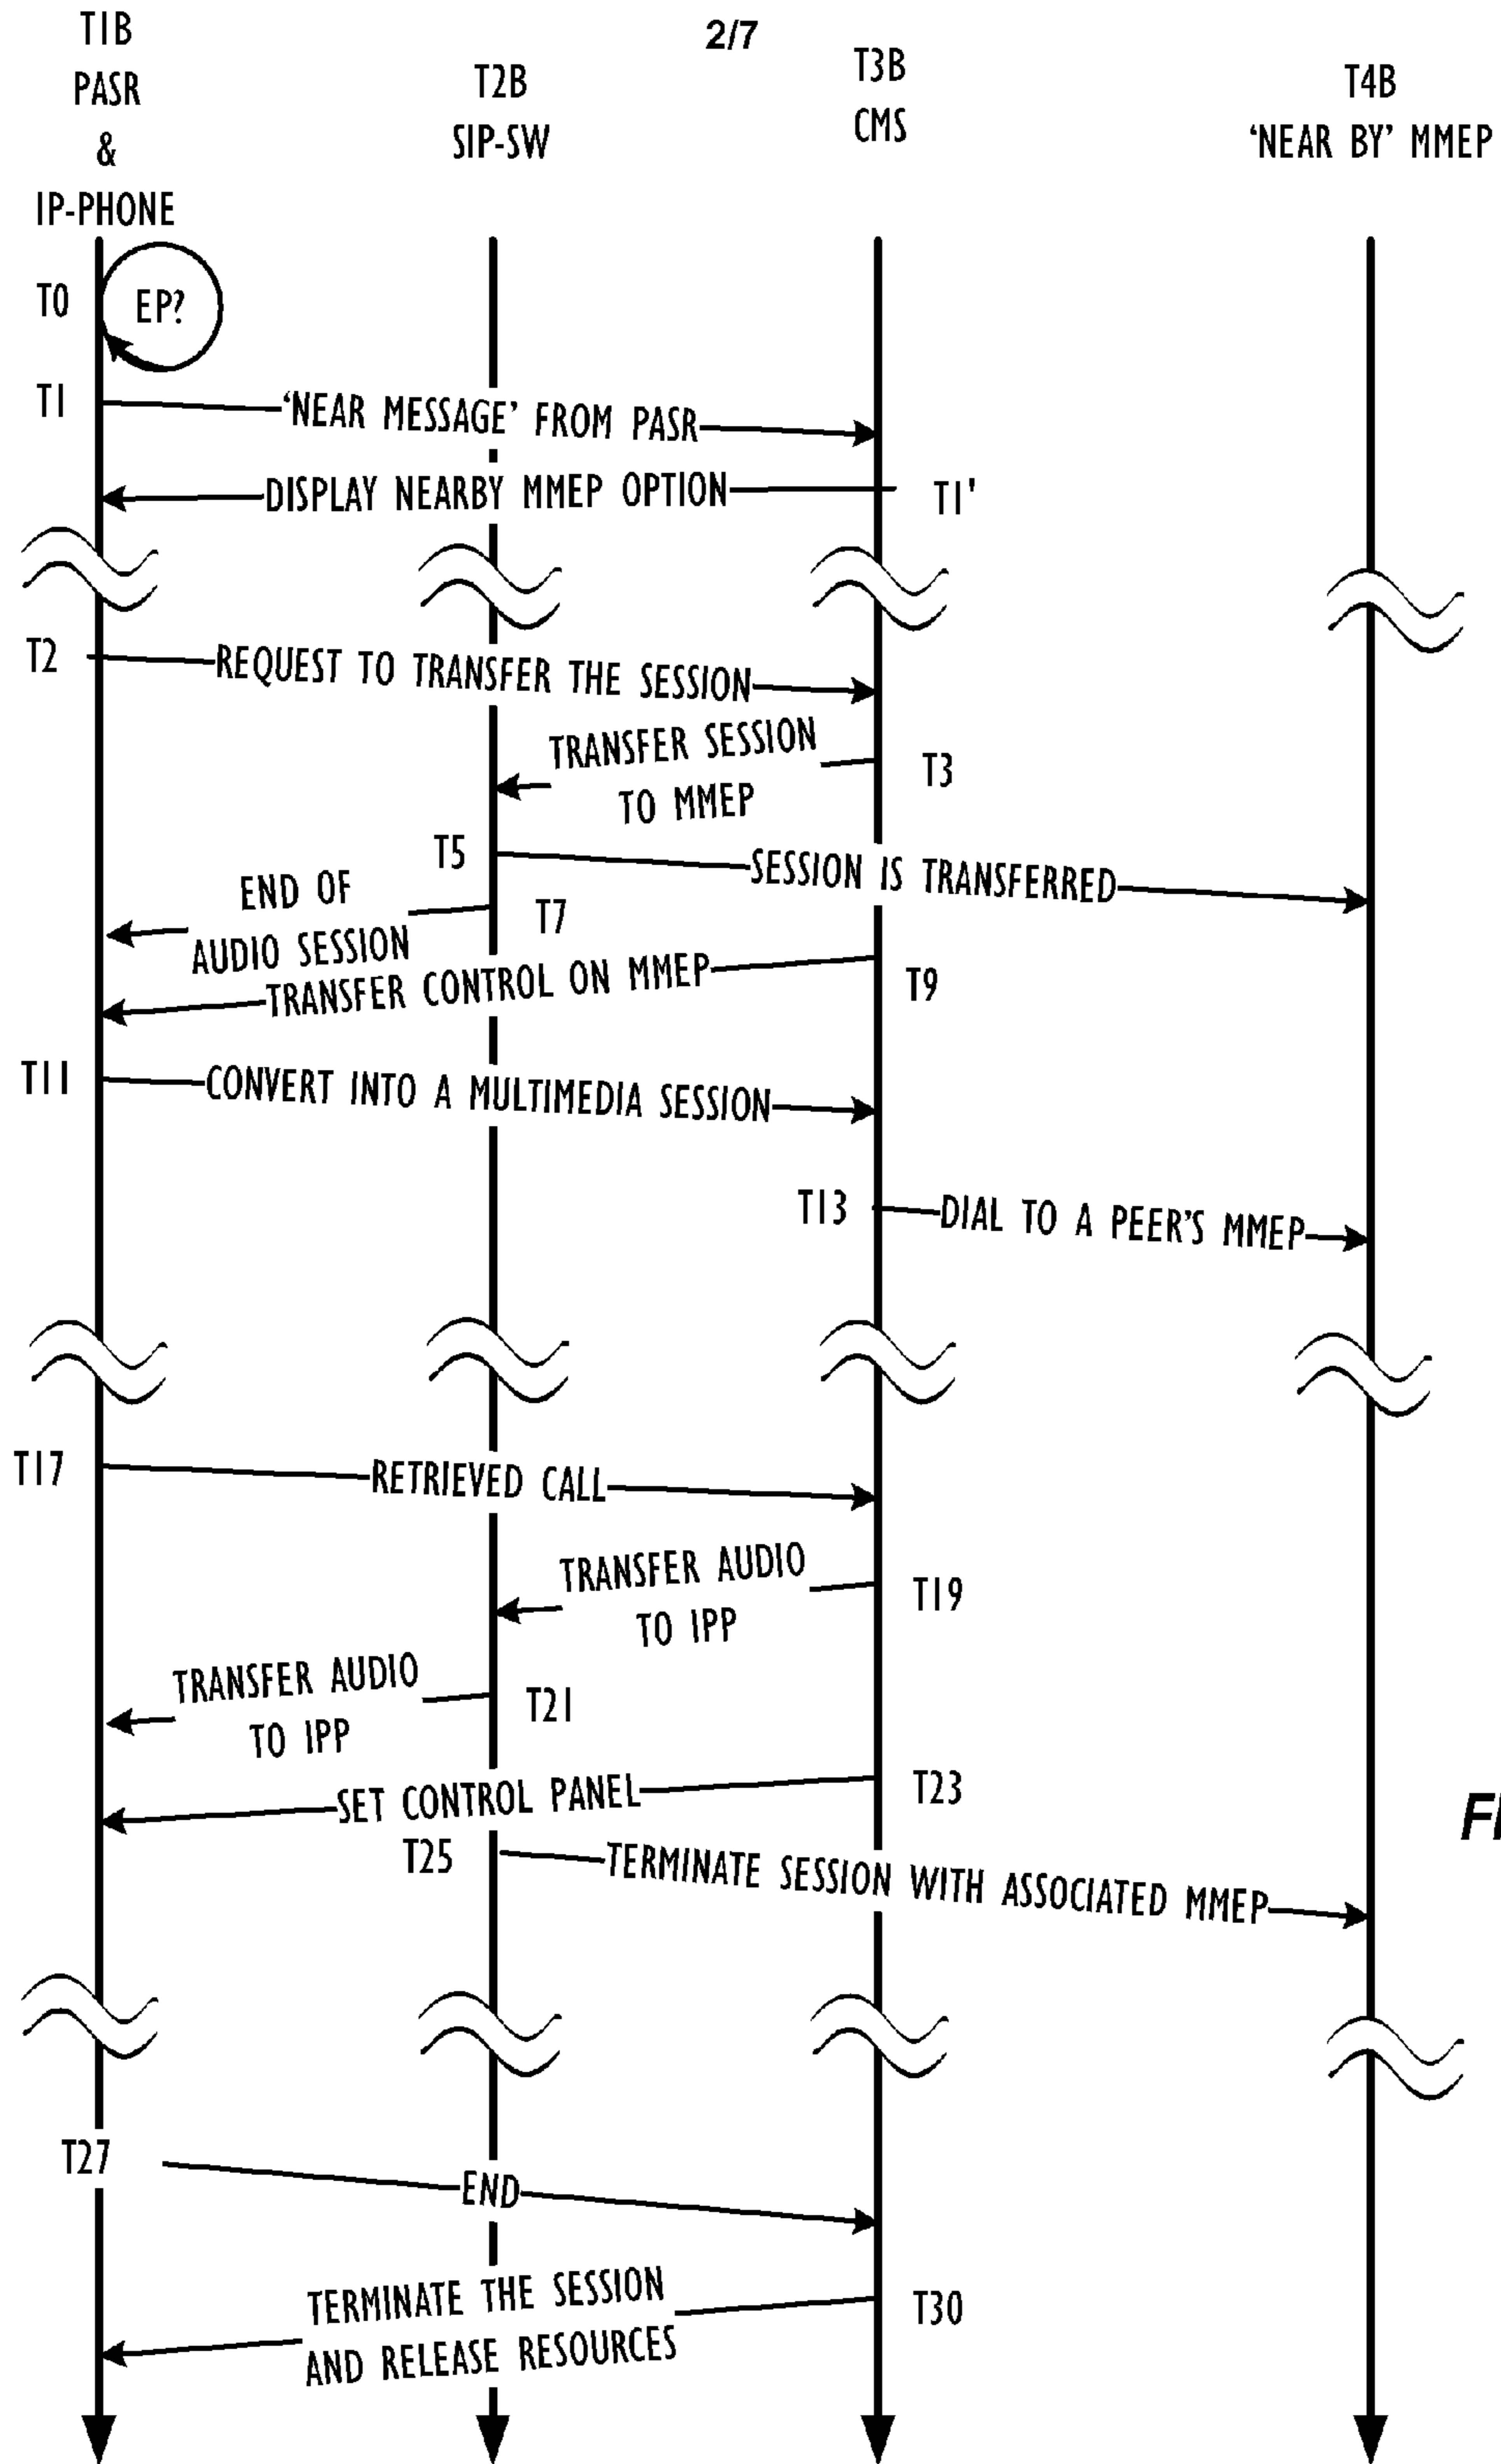 2/7
T1B
PASR
&
IP-PHONE
T2B
SIP-SW
T3B
CMS
T4B
'NEAR BY' MMEP
T0
EP?
T1
'NEAR MESSAGE' FROM PASR
DISPLAY NEARBY MMEP OPTION
T1'
T2
REQUEST TO TRANSFER THE SESSION
TRANSFER SESSION
TO MMEP
T3
T5
SESSION IS TRANSFERRED
END OF
AUDIO SESSION
T7
TRANSFER CONTROL ON MMEP
T9
T11
CONVERT INTO A MULTIMEDIA SESSION
T13
DIAL TO A PEER'S MMEP
T17
RETRIEVED CALL
TRANSFER AUDIO
TO IPP
T19
TRANSFER AUDIO
TO IPP
T21
SET CONTROL PANEL
T23
T25
TERMINATE SESSION WITH ASSOCIATED MMEP
T27
END
TERMINATE THE SESSION
AND RELEASE RESOURCES
T30